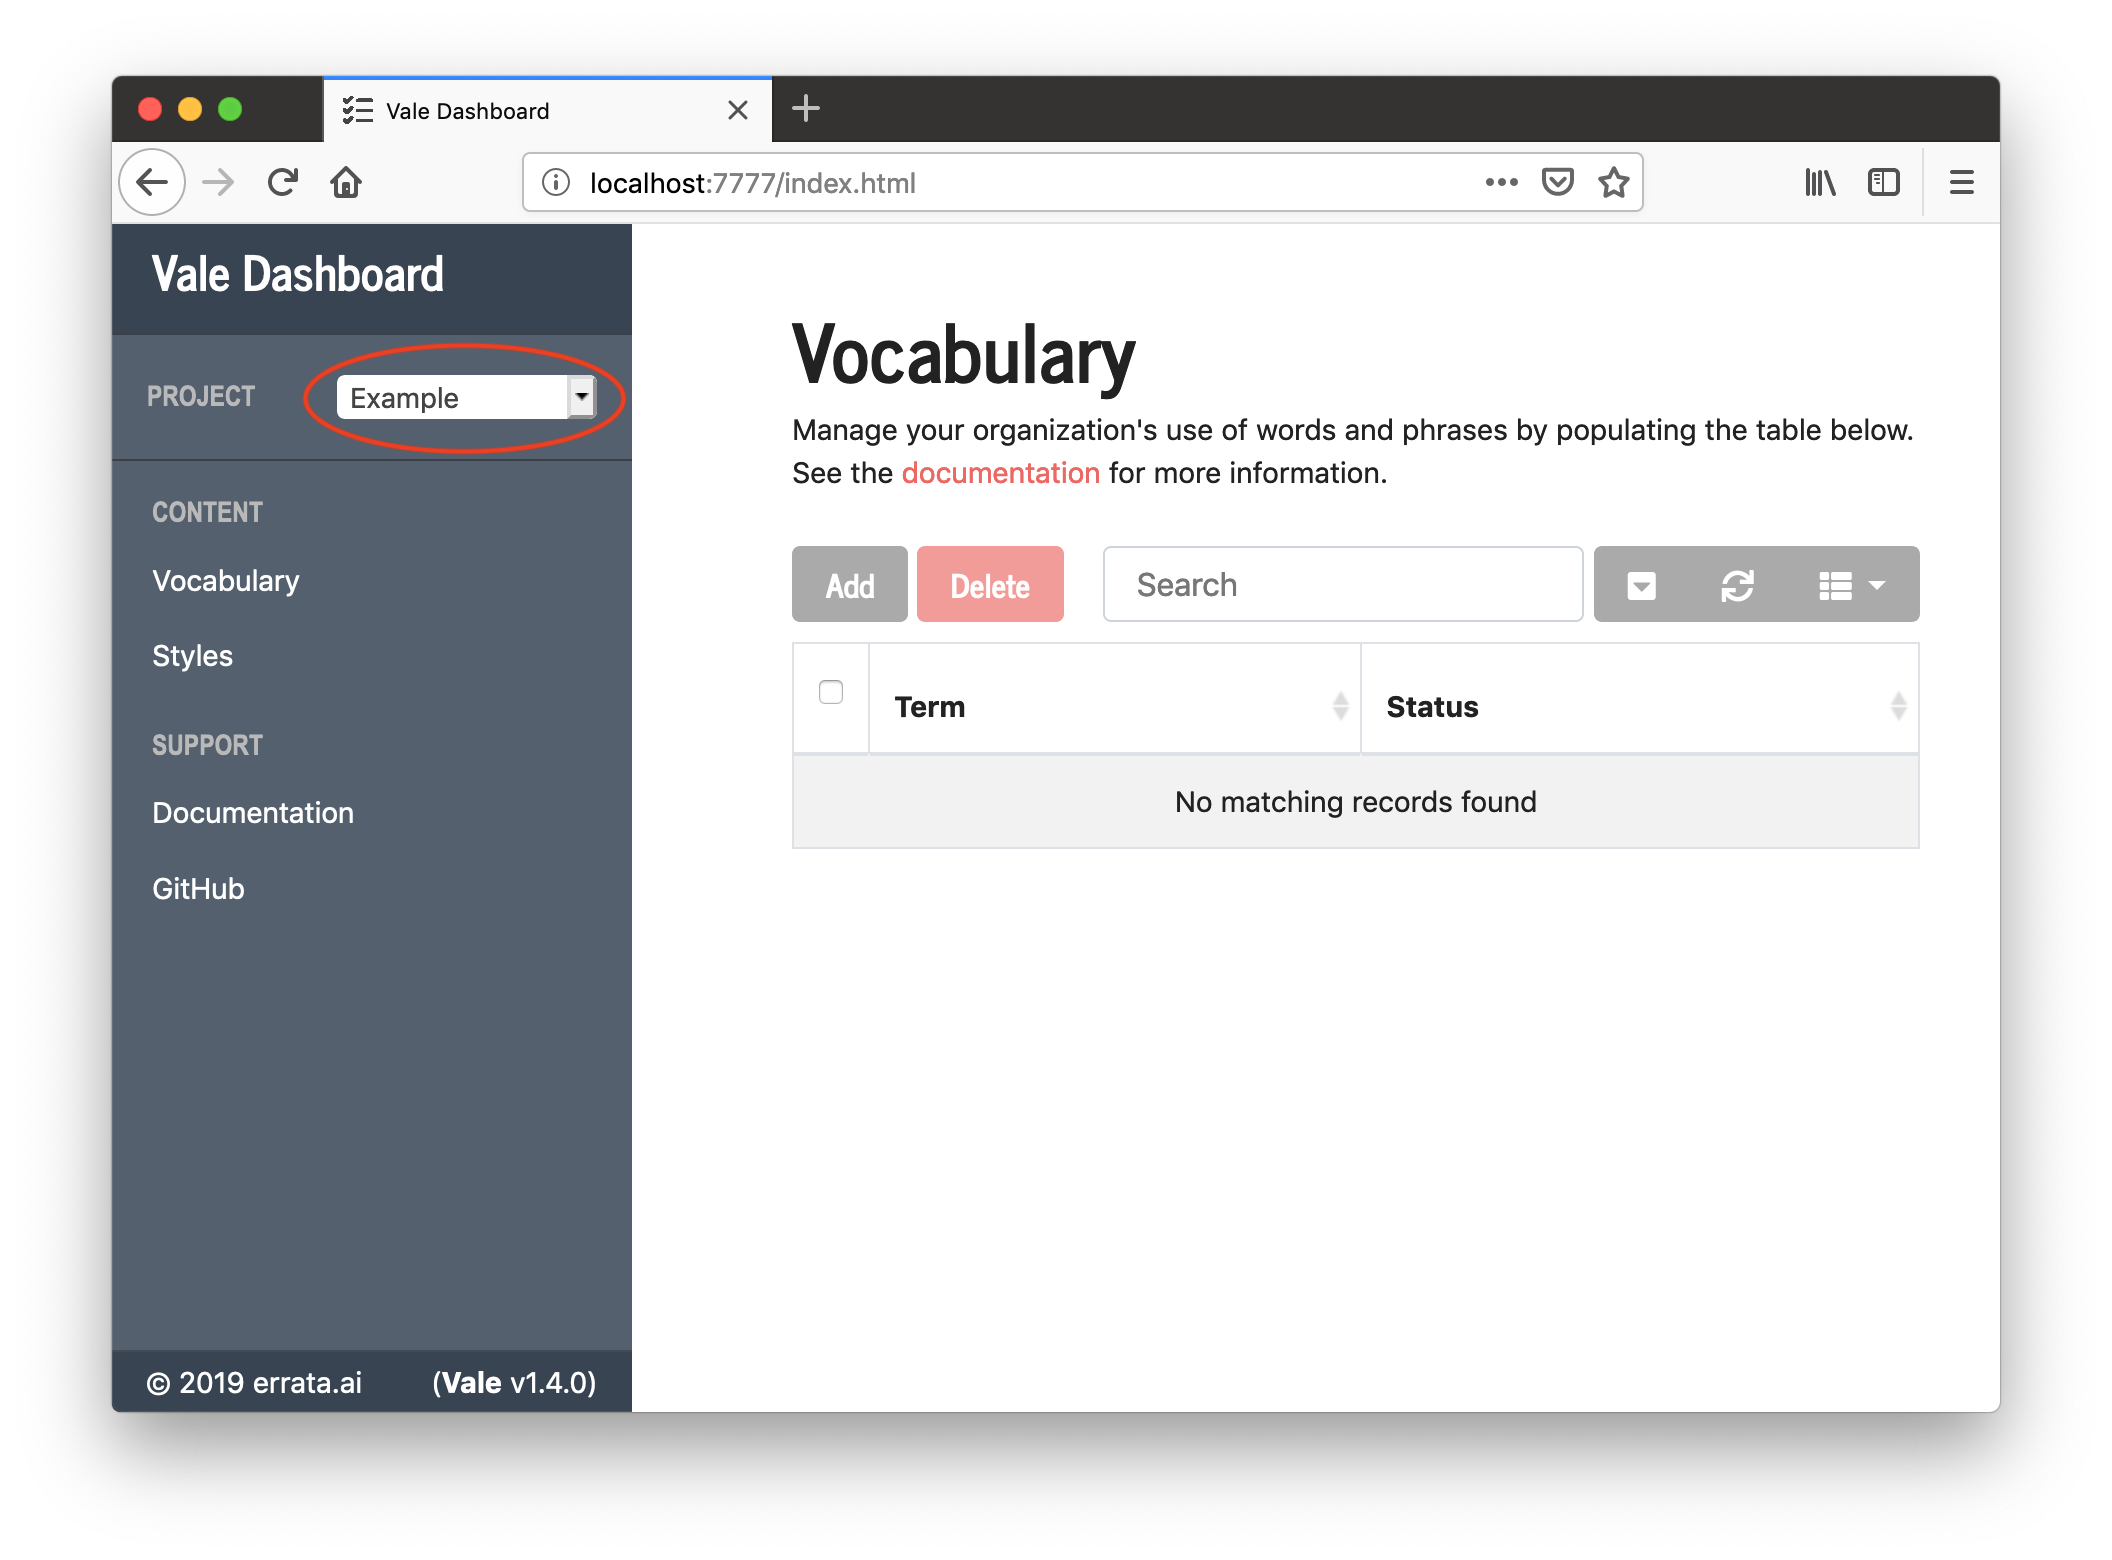 Vale Dashboard
localhost:7777/index.html
Vale Dashboard
PROJECT
Example
CONTENT
Vocabulary
Styles
SUPPORT
Documentation
GitHub
© 2019 errata.ai
(Vale v1.4.0)
Vocabulary
Manage your organization's use of words and phrases by populating the table below.
See the documentation for more information.
Add
Delete
Search
Term
Status
No matching records found